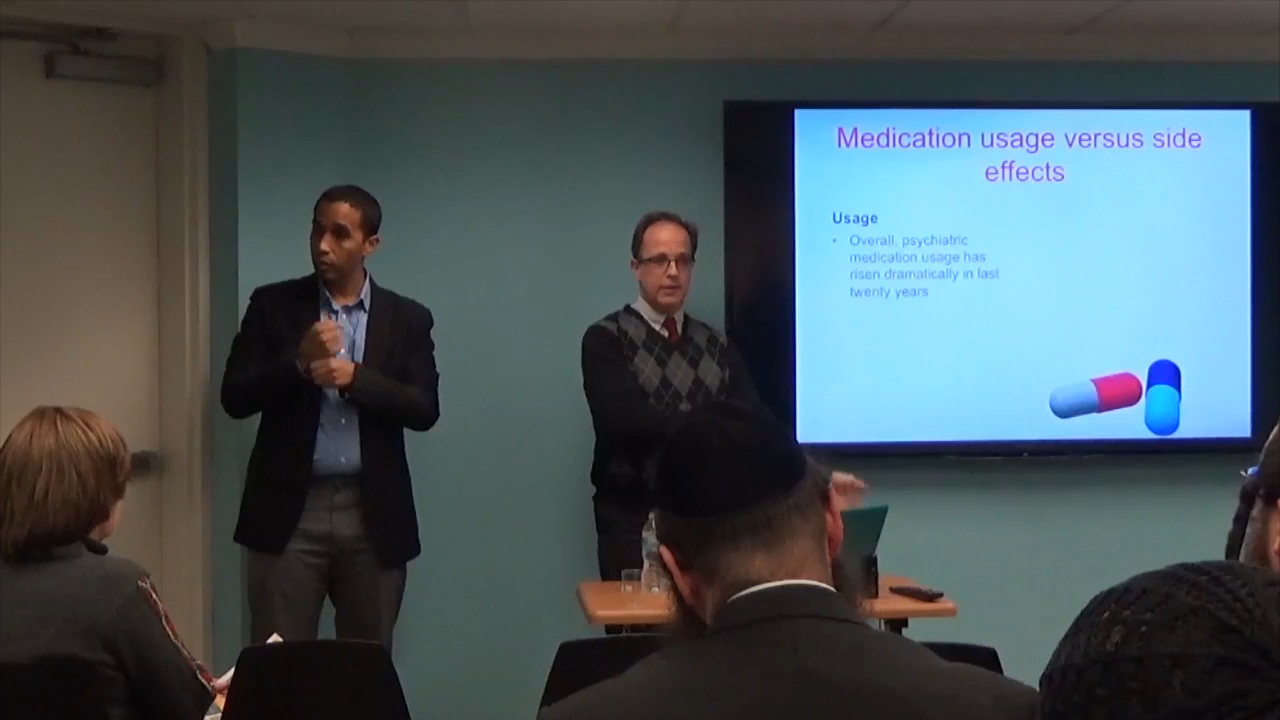 Medication usage versus side
effects
Usage
• Overall, psychiatric
medication usage has
risen dramatically in last
twenty years